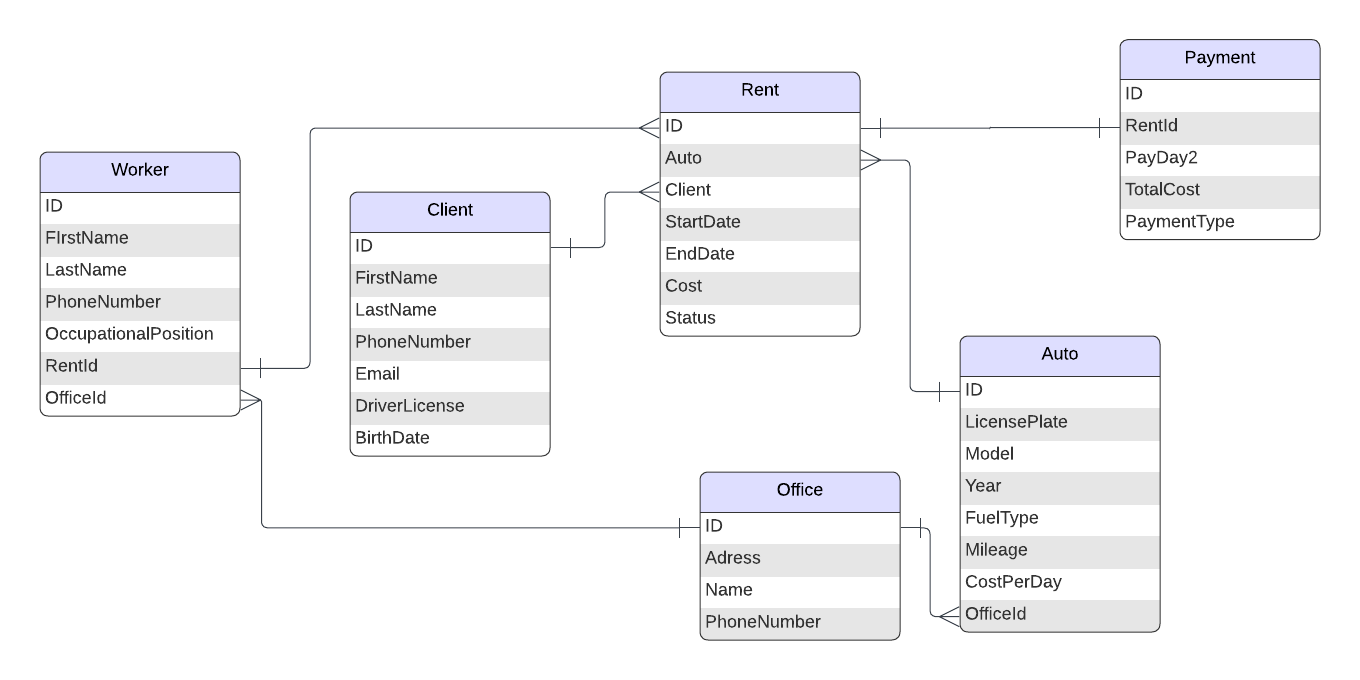 Payment
ID
RentId
PayDay2
TotalCost
PaymentType
Rent
ID
Auto
Client
StartDate
EndDate
Cost
Status
Worker
ID
FIrstName
LastName
PhoneNumber
OccupationalPosition
RentId
OfficeId
Client
ID
FirstName
LastName
PhoneNumber
Email
DriverLicense
BirthDate
Auto
ID
LicensePlate
Model
Year
FuelType
Mileage
CostPerDay
OfficeId
Office
ID
Adress
Name
PhoneNumber